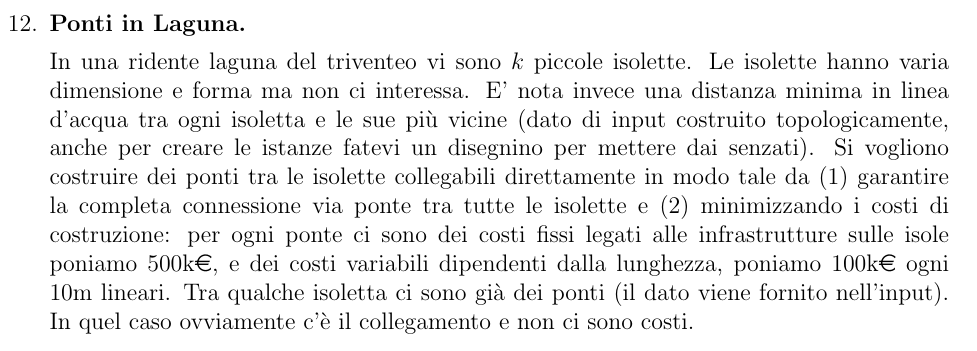 12. Ponti in Laguna.
In una ridente laguna del triventeo vi sono k piccole isolette. Le isolette hanno varia
dimensione e forma ma non ci interessa. E' nota invece una distanza minima in linea
d'acqua tra ogni isoletta e le sue più vicine (dato di input costruito topologicamente,
anche per creare le istanze fatevi un disegnino per mettere dai senzati). Si vogliono
costruire dei ponti tra le isolette collegabili direttamente in modo tale da (1) garantire
la completa connessione via ponte tra tutte le isolette e (2) minimizzando i costi di
costruzione: per ogni ponte ci sono dei costi fissi legati alle infrastrutture sulle isole
poniamo 500k€, e dei costi variabili dipendenti dalla lunghezza, poniamo 100k€ ogni
10m lineari. Tra qualche isoletta ci sono già dei ponti (il dato viene fornito nell'input).
In quel caso ovviamente c'è il collegamento e non ci sono costi.